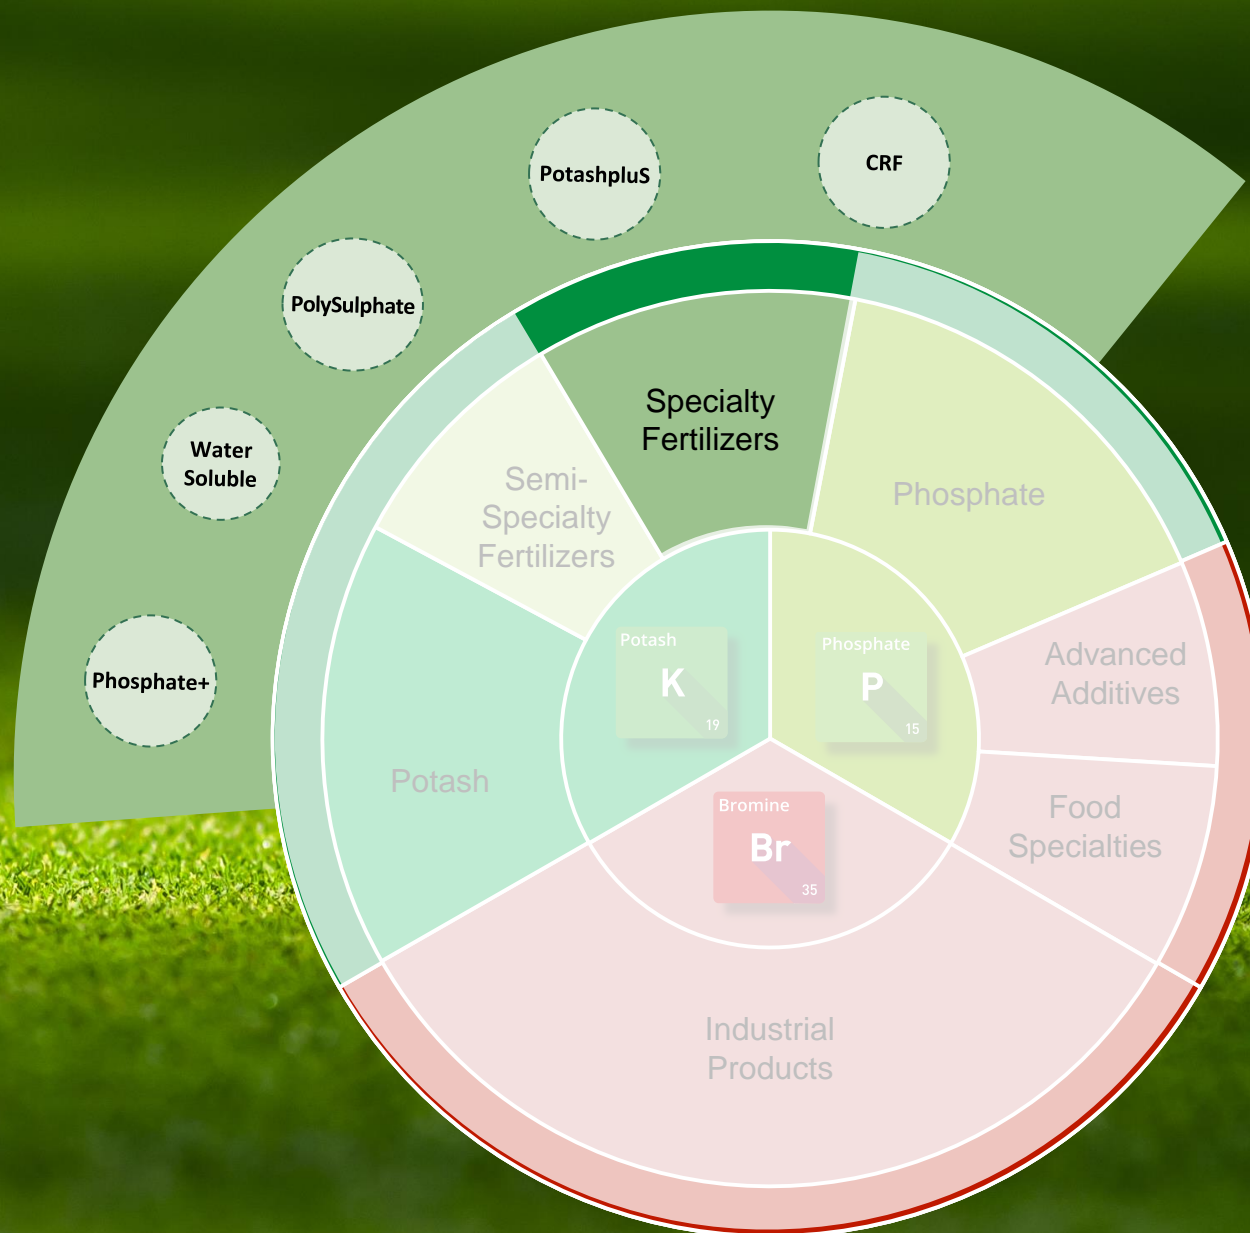 PotashpluS
CRF
PolySulphate
Water
Soluble
Phosphate+
Specialty
Fertilizers
Semi-
Specialty
Fertilizers
Phosphate
Potash
K
19
Phosphate
P
15
Advanced
Additives
Potash
Bromine
Br
35
Food
Specialties
Industrial
Products